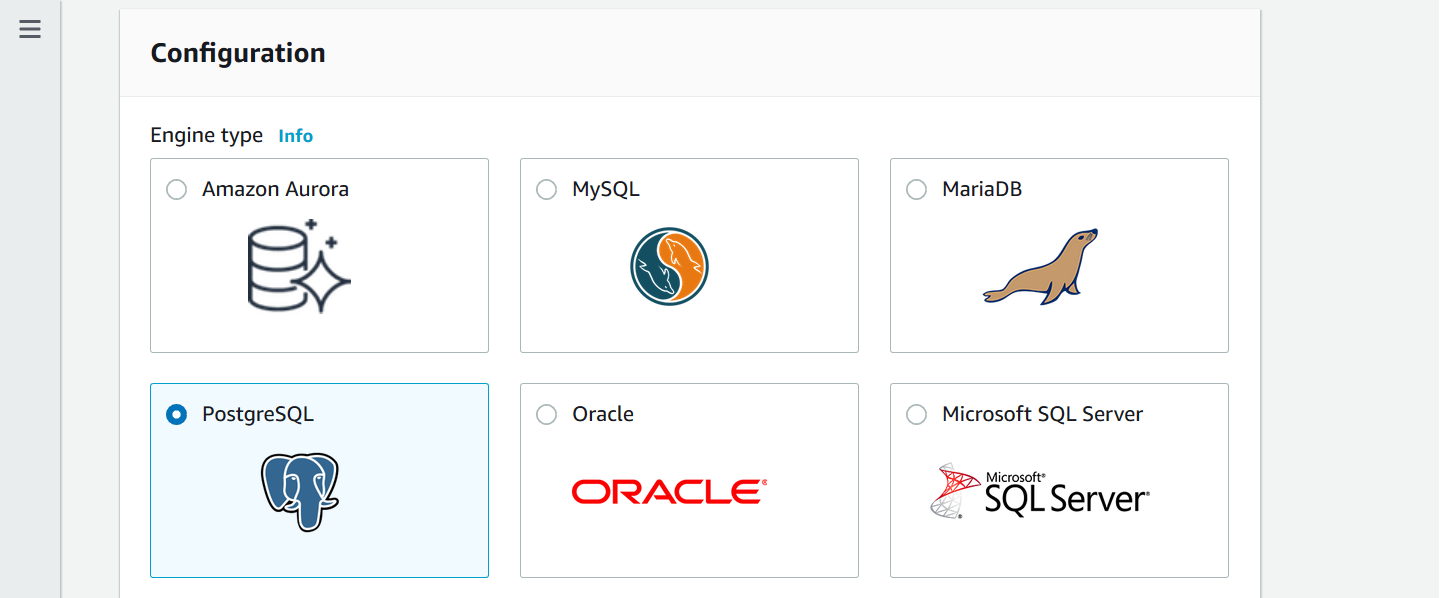 Configuration
Engine type Info
Amazon Aurora
MySQL
MariaDB
PostgreSQL
Oracle
ORACLE®
Microsoft SQL Server
Microsoft®
SQL Server®